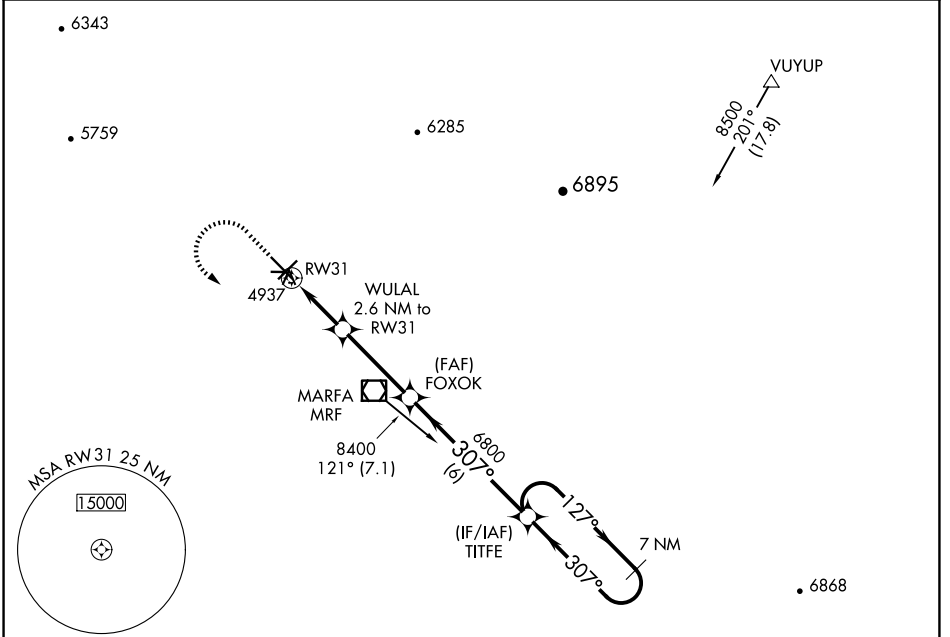 6343
VUYUP
8500
201°
(17.8)
5759
6285
6895
RW31
4937
WULAL
2.6 NM to
RW31
(FAF)
FOXOK
MARFA
MRF
8400
121° (7.1)
6800
307°
(6)
MSA RW31 25 NM
15000
127°
(IF/IAF)
TITFE
307°
7 NM
6868